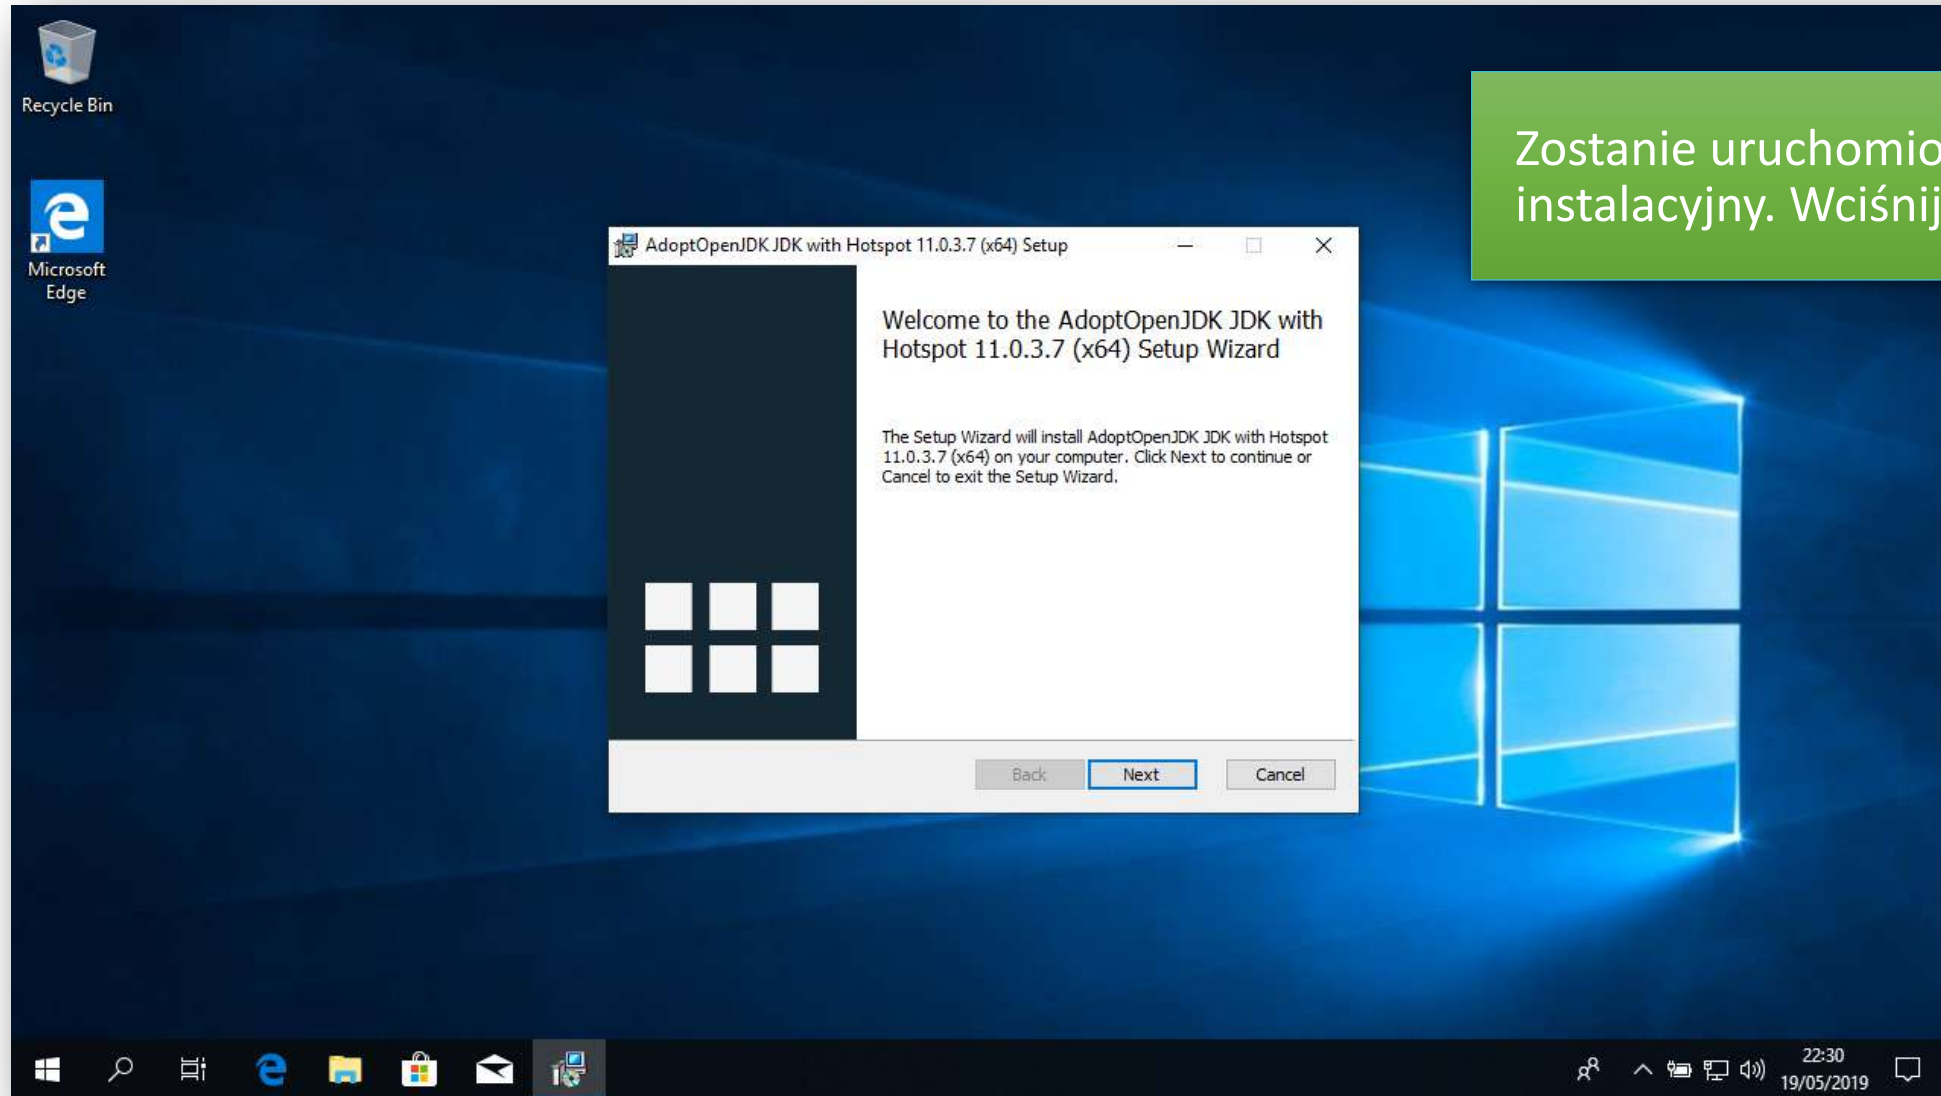 Recycle Bin
Microsoft
Edge
Zostanie
instalacyjny. Wciśnij
AdoptOpenJDK JDK with Hotspot 11.0.3.7 (x64) Setup
Welcome to the AdoptOpenJDK JDK with
Hotspot 11.0.3.7 (x64) Setup Wizard
The Setup Wizard will install AdoptOpenJDK JDK with Hotspot
11.0.3.7 (x64) on your computer. Click Next to continue or
Cancel to exit the Setup Wizard.
Back
Next
Cancel
22:30
19/05/2019